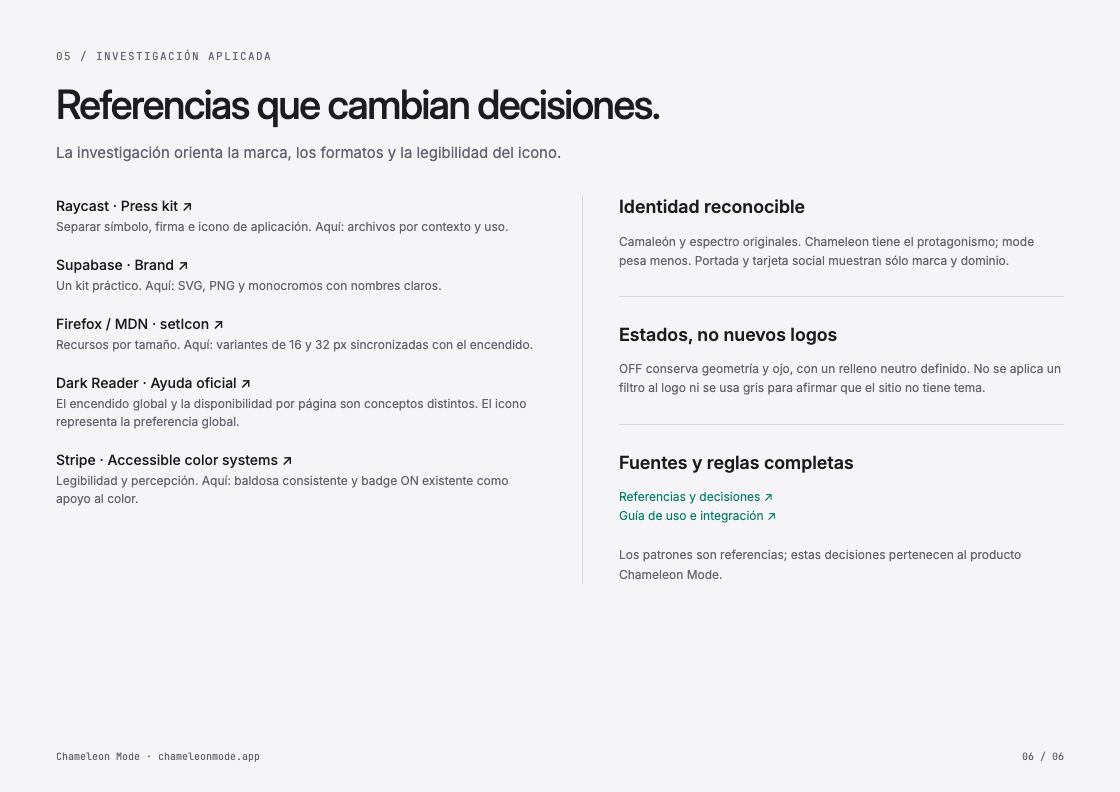 05 / INVESTIGACIÓN APLICADA
Referencias que cambian decisiones.
La investigación orienta la marca, los formatos y la legibilidad del icono.
Raycast · Press kit ↗
Separar símbolo, firma e icono de aplicación. Aquí: archivos por contexto y uso.
Supabase · Brand ↗
Un kit práctico. Aquí: SVG, PNG y monocromos con nombres claros.
Firefox / MDN · setIcon ↗
Recursos por tamaño. Aquí: variantes de 16 y 32 px sincronizadas con el encendido.
Dark Reader · Ayuda oficial ↗
El encendido global y la disponibilidad por página son conceptos distintos. El icono
representa la preferencia global.
Stripe · Accessible color systems ↗
Legibilidad y percepción. Aquí: baldosa consistente y badge ON existente como
apoyo al color.
Identidad reconocible
Camaleón y espectro originales. Chameleon tiene el protagonismo; mode
pesa menos. Portada y tarjeta social muestran sólo marca y dominio.
Estados, no nuevos logos
OFF conserva geometría y ojo, con un relleno neutro definido. No se aplica un
filtro al logo ni se usa gris para afirmar que el sitio no tiene tema.
Fuentes y reglas completas
Referencias y decisiones ↗
Guía de uso e integración ↗
Los patrones son referencias; estas decisiones pertenecen al producto
Chameleon Mode.
Chameleon Mode · chameleonmode.app
06 / 06